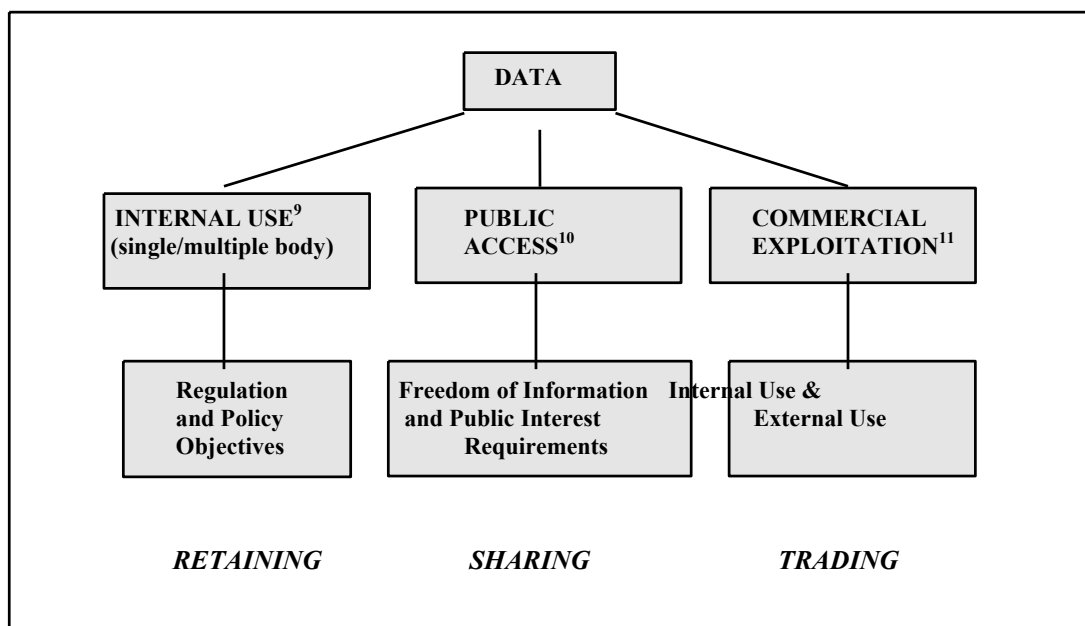 DATA
INTERNAL USE⁹
(single/multiple body)
PUBLIC
ACCESS¹⁰
COMMERCIAL
EXPLOITATION¹¹
Regulation
and Policy
Objectives
Freedom of Information
and Public Interest
Requirements
Internal Use &
External Use
RETAINING
SHARING
TRADING